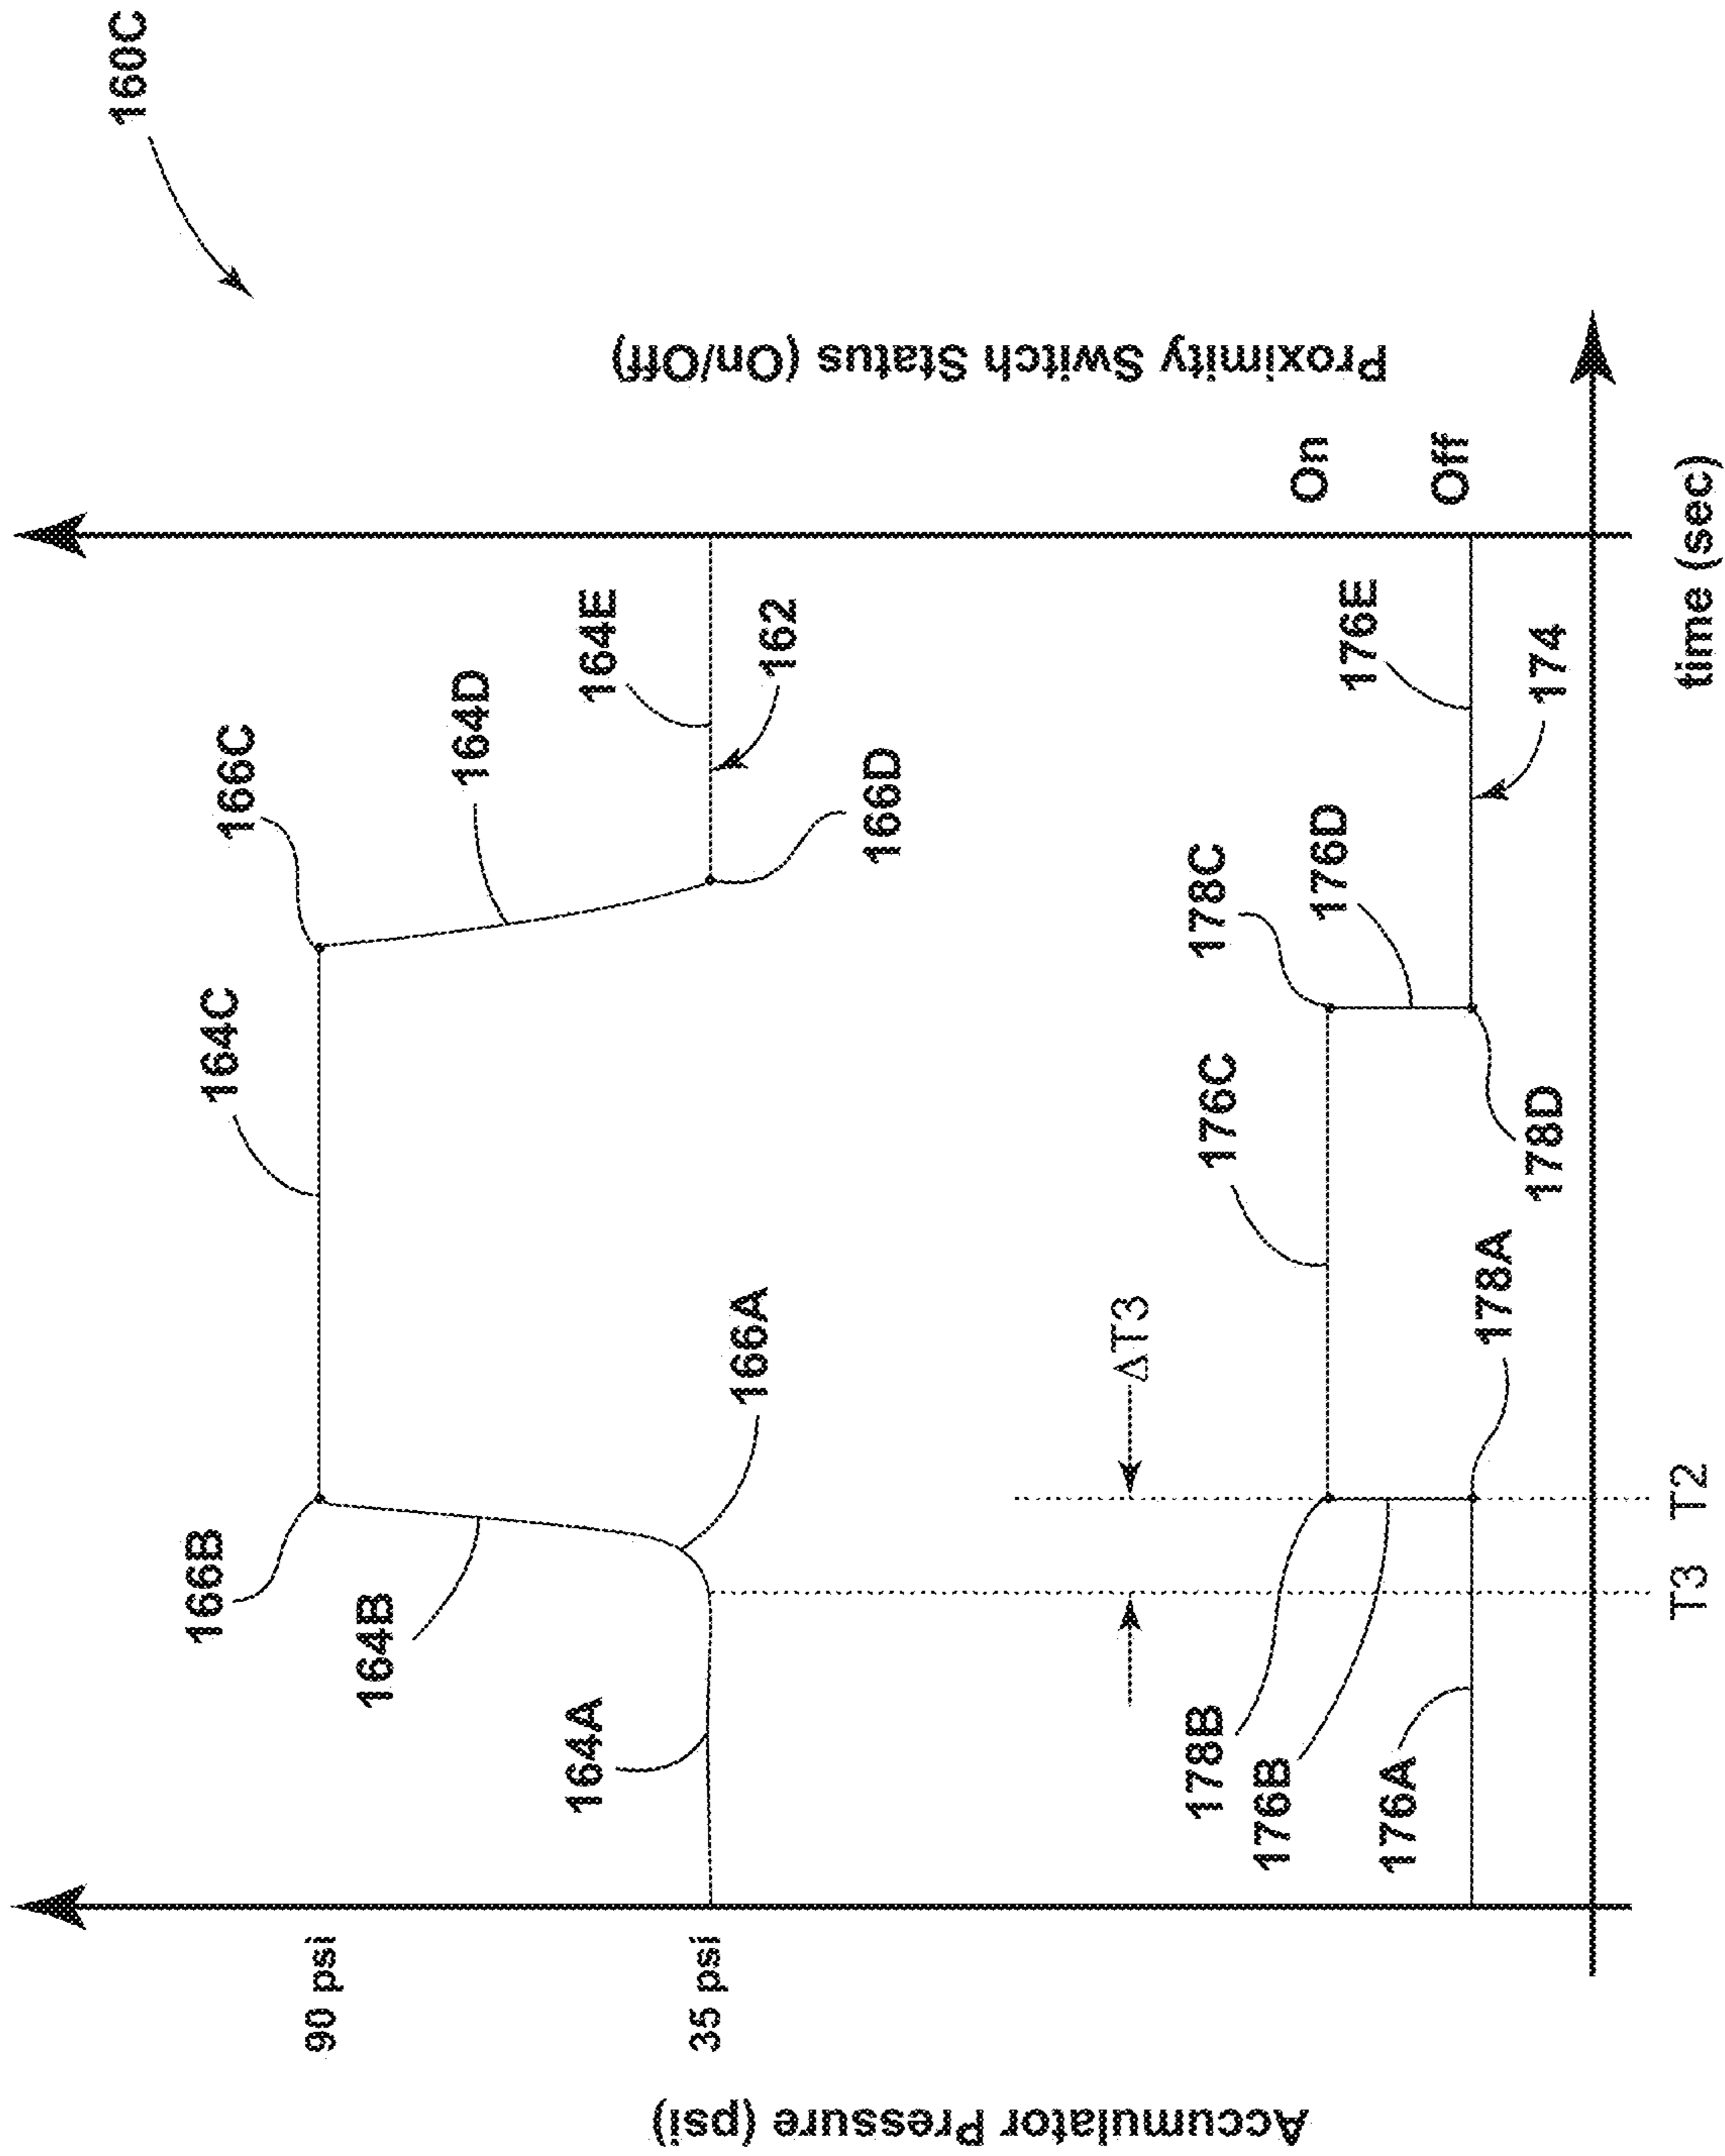 160C
Accumulator Pressure (psi)
90 psi
35 psi
Proximity Switch Status (On/Off)
On
Off
166B
164C
166C
164B
164D
164A
166A
164E
162
166D
ΔT3
178B
176B
176A
176C
178C
176D
176E
178A
178D
174
T3
T2
time (sec)